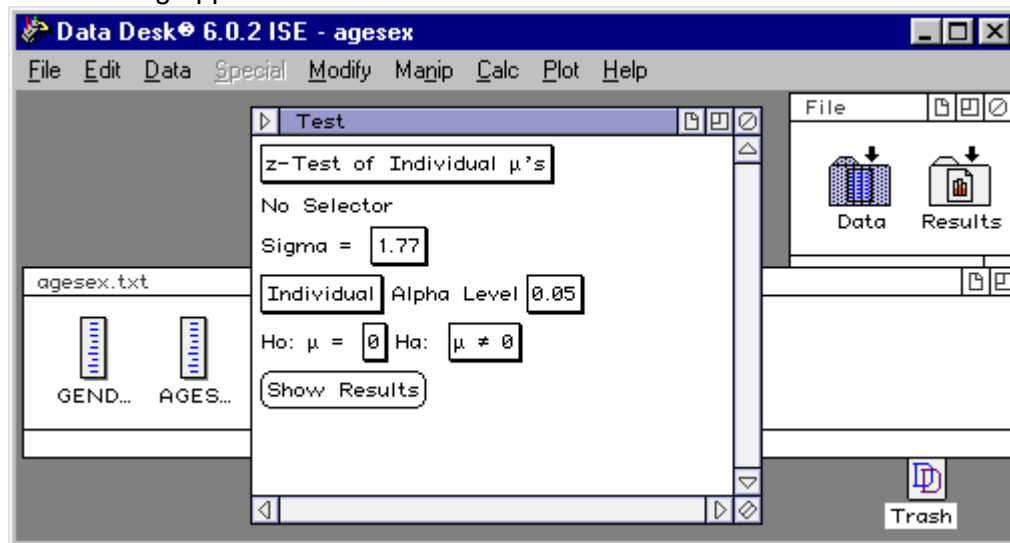 Data Desk® 6.0.2 ISE - agesex
File Edit Data Special Modify Manip Calc Plot Help
Test
z-Test of Individual µ's
No Selector
Sigma = 1.77
Individual Alpha Level 0.05
Ho: µ = 0 Ha: µ ≠ 0
Show Results
File
Data Results
agesex.txt
GEND... AGES...
Trash